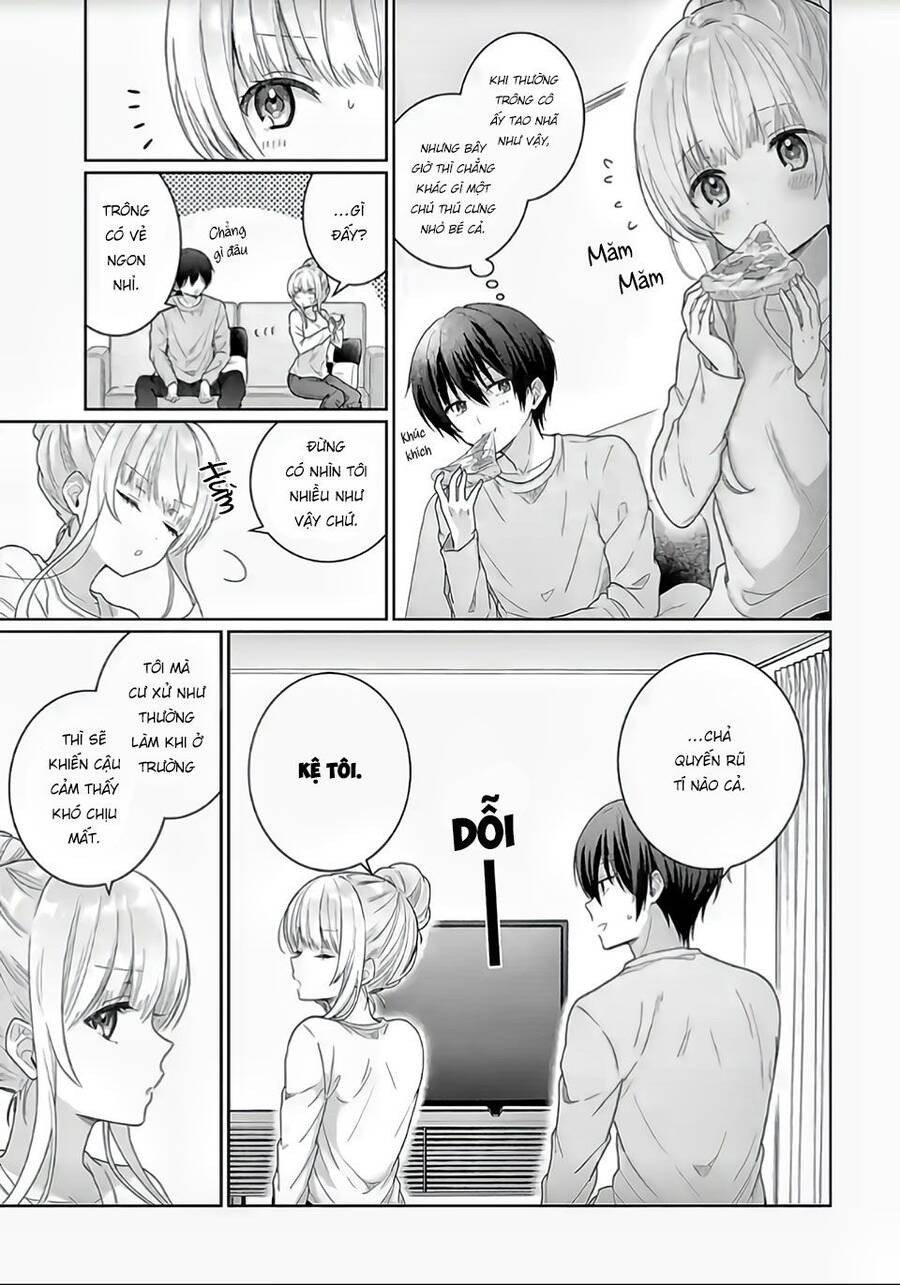 KHI THƯỜNG
TRÔNG CÔ
ẤY TAO NHÃ
NHƯ VẬY,
NHƯNG BÂY
GIỜ THÌ CHẲNG
KHÁC GÌ MỘT
CHÚ THÚ CƯNG
NHỎ BÉ CẢ.
Măm
Măm
Khúc
khích
...GÌ
ĐẤY?
Chẳng
gì đâu
TRÔNG
CÓ VẺ
NGON
NHỈ.
ĐỪNG
CÓ NHÌN TÔI
NHIỀU NHƯ
VẬY CHỨ.
Hứm
...CHẢ
QUYẾN RŨ
TÍ NÀO CẢ.
DỖI
KỆ TÔI.
TÔI MÀ
CƯ XỬ NHƯ
THƯỜNG
LÀM KHI Ở
TRƯỜNG
THÌ SẼ
KHIẾN CẬU
CẢM THẤY
KHÓ CHỊU
MẤT.